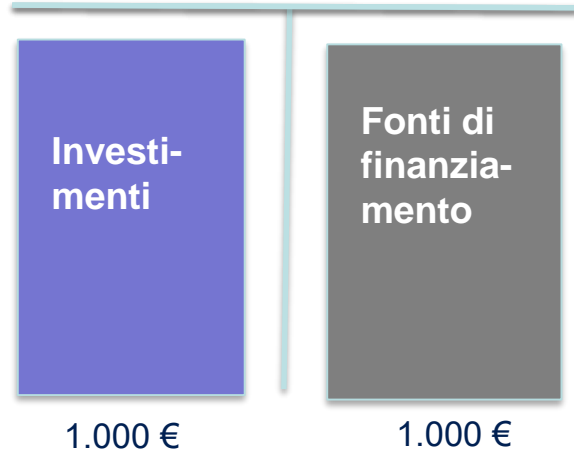 Investi-
menti
Fonti di
finanzia-
mento
1.000 €
1.000 €